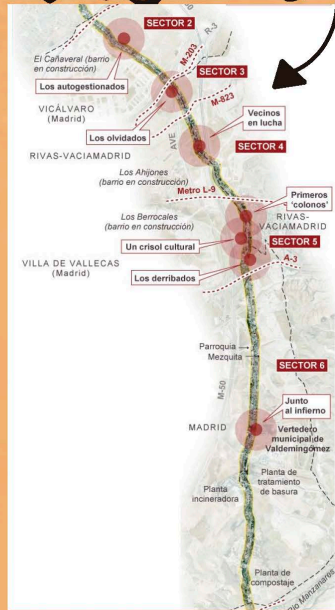 SECTOR 2
R-3
El Cañaveral (barrio
en construcción)
M-203
Los autogestionados
SECTOR 3
VICÁLVARO
(Madrid)
M-823
Los olvidados
AVE
Vecinos
en lucha
RIVAS-VACIAMADRID
SECTOR 4
Los Ahijones
(barrio en construcción)
Metro L-9
Primeros
'colonos'
Los Berrocales
(barrio en construcción)
RIVAS-
VACIAMADRID
Un crisol cultural
SECTOR 5
VILLA DE VALLECAS
(Madrid)
A-3
Los derribados
Parroquia
Mezquita
SECTOR 6
M-50
Junto
al infierno
MADRID
Vertedero
municipal de
Valdemingómez
Planta de
tratamiento
de basura
Planta
incineradora
Planta de
compostaje
Río Manzanares